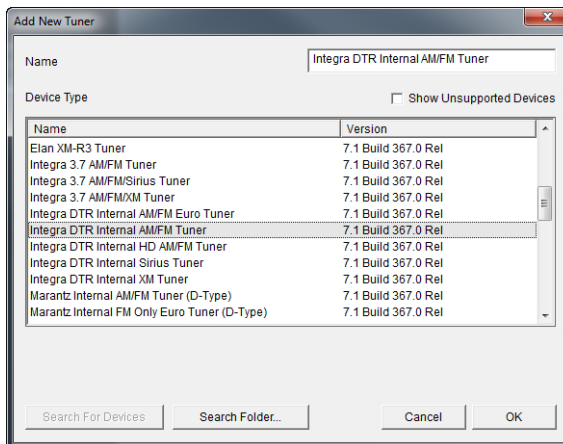 Add New Tuner
Name
Integra DTR Internal AM/FM Tuner
Device Type
Show Unsupported Devices
Name Version
Elan XM-R3 Tuner 7.1 Build 367.0 Rel
Integra 3.7 AM/FM Tuner 7.1 Build 367.0 Rel
Integra 3.7 AM/FM/Sirius Tuner 7.1 Build 367.0 Rel
Integra 3.7 AM/FM/XM Tuner 7.1 Build 367.0 Rel
Integra DTR Internal AM/FM Euro Tuner 7.1 Build 367.0 Rel
Integra DTR Internal AM/FM Tuner 7.1 Build 367.0 Rel
Integra DTR Internal HD AM/FM Tuner 7.1 Build 367.0 Rel
Integra DTR Internal Sirius Tuner 7.1 Build 367.0 Rel
Integra DTR Internal XM Tuner 7.1 Build 367.0 Rel
Marantz Internal AM/FM Tuner (D-Type) 7.1 Build 367.0 Rel
Marantz Internal FM Only Euro Tuner (D-Type) 7.1 Build 367.0 Rel
Search For Devices Search Folder... Cancel OK